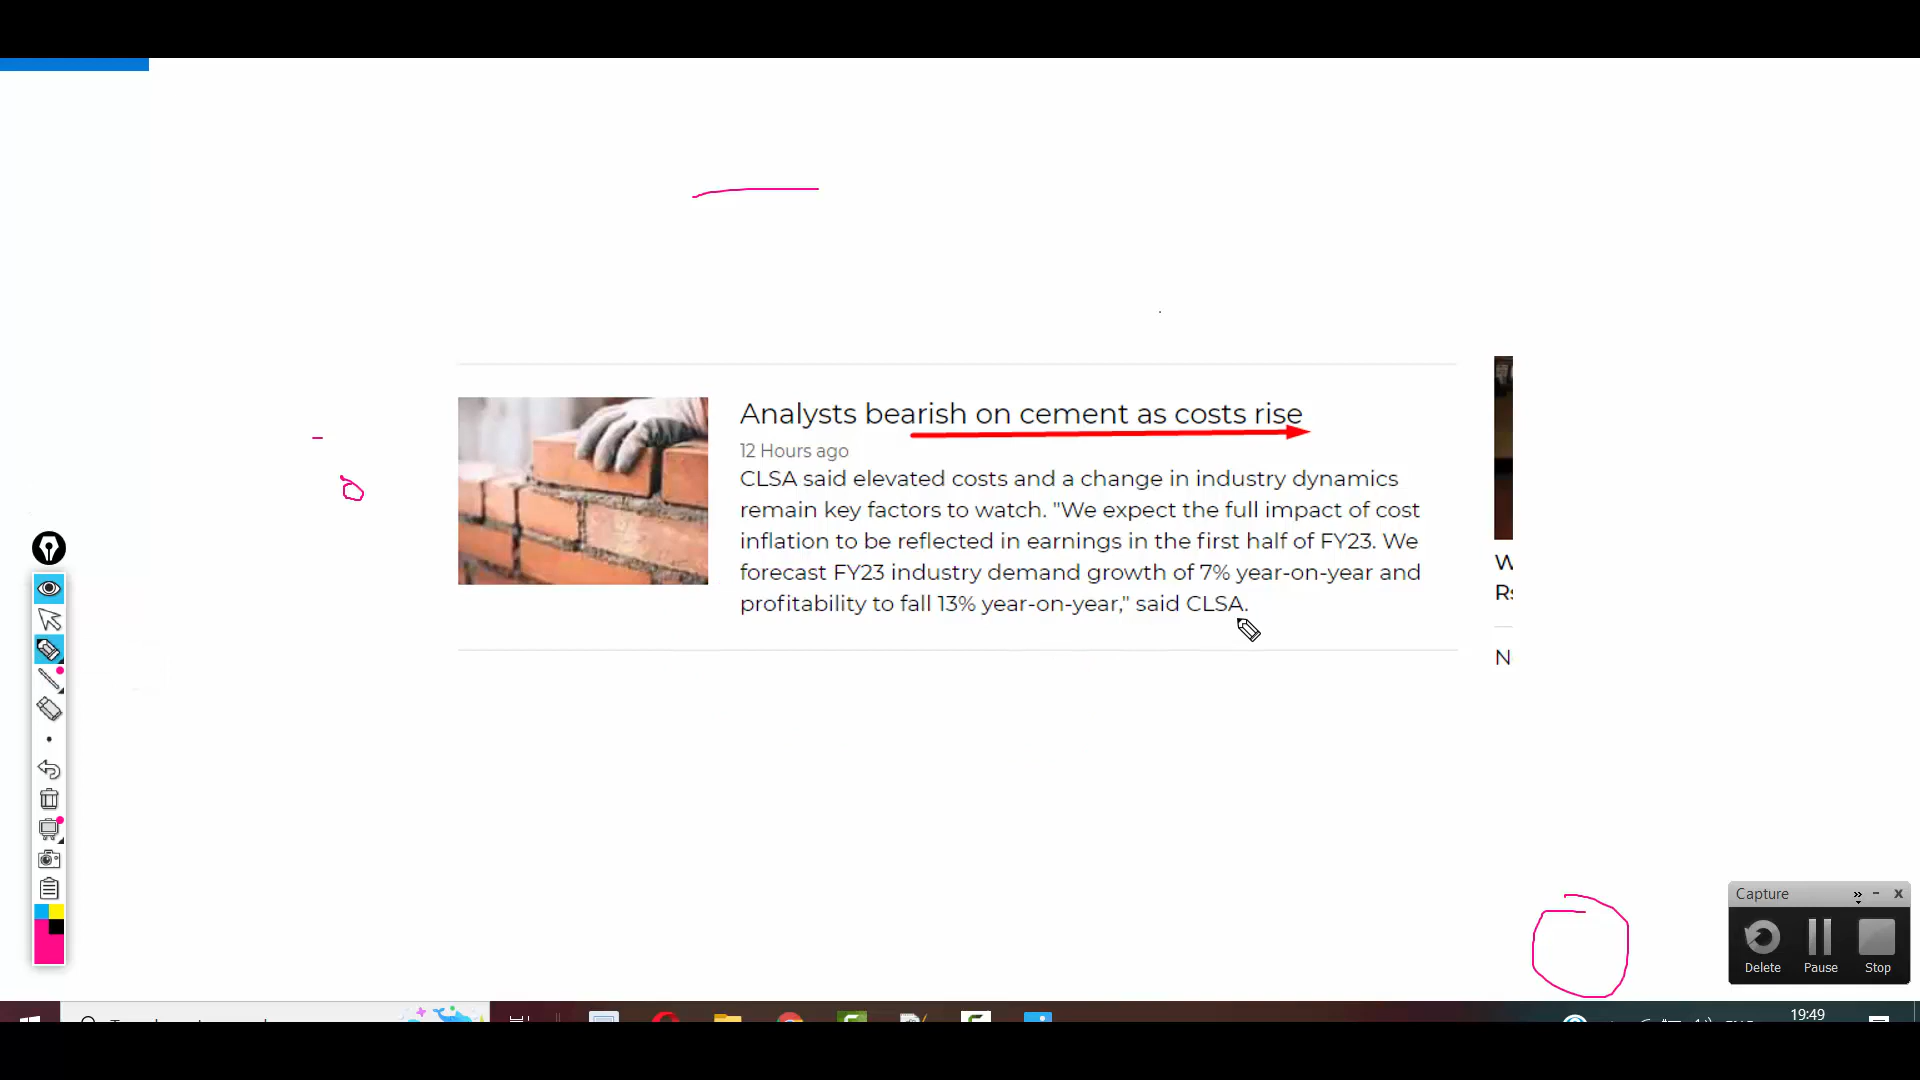 Analysts bearish on cement as costs rise
12 Hours ago
CLSA said elevated costs and a change in industry dynamics
remain key factors to watch. "We expect the full impact of cost
inflation to be reflected in earnings in the first half of FY23. We
forecast FY23 industry demand growth of 7% year-on-year and
profitability to fall 13% year-on-year," said CLSA.
Capture
Delete Pause Stop
19:49